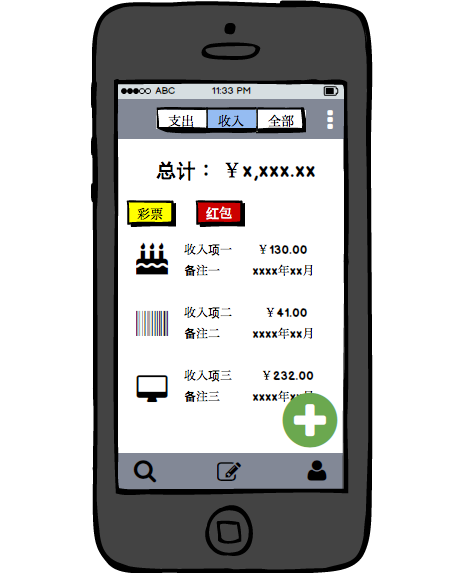 ABC 11:33 PM
支出 收入 全部
总计：￥x,xxx.xx
彩票 红包
收入项一 ￥130.00
备注一 xxxx年xx月
收入项二 ￥41.00
备注二 xxxx年xx月
收入项三 ￥232.00
备注三 xxxx年xx月